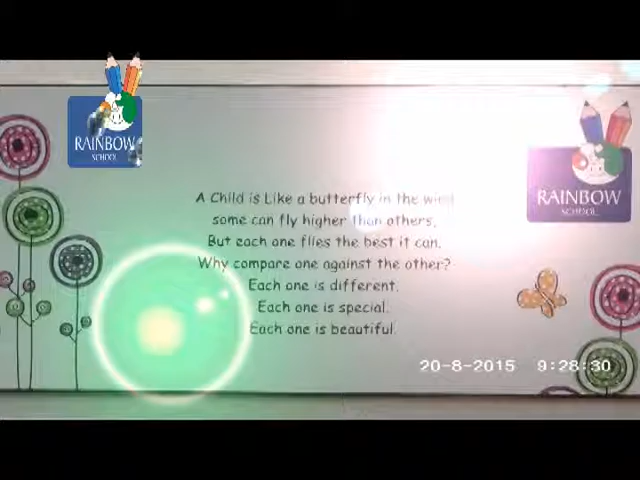 RAINBOW
SCHOOL
RAINBOW
SCHOOL
A Child is Like a butterfly in the wind
some can fly higher than others,
But each one flies the best it can.
Why compare one against the other?
Each one is different.
Each one is special.
Each one is beautiful.
20-8-2015 9:28:30